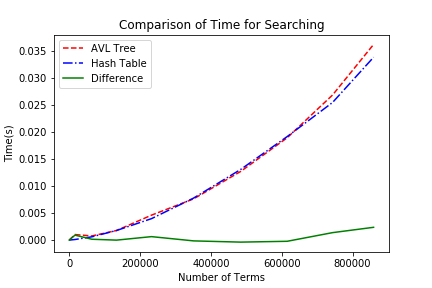 Comparison of Time for Searching
AVL Tree
Hash Table
Difference
Time(s)
0.035
0.030
0.025
0.020
0.015
0.010
0.005
0.000
0 200000 400000 600000 800000
Number of Terms